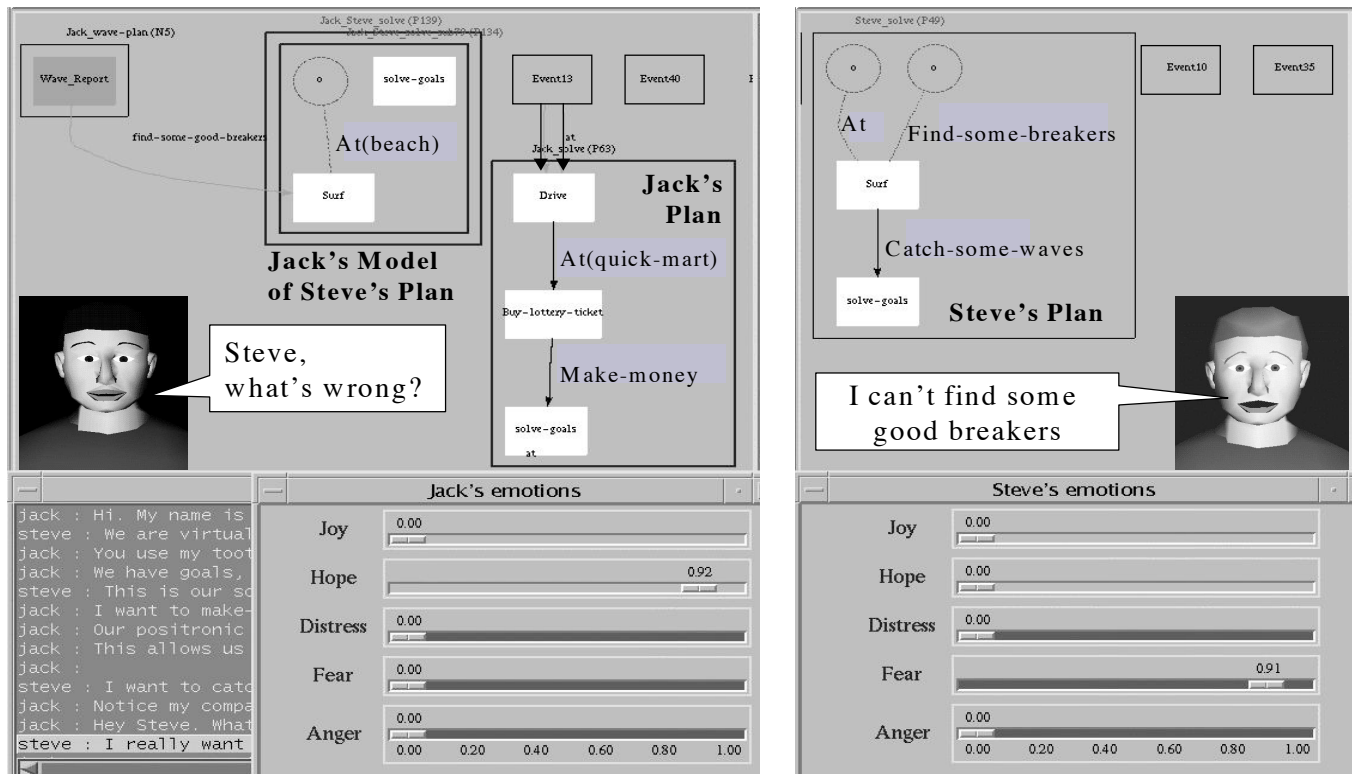 Jack_wave-plan (N5)
Jack_Steve_solve (P139)
Jack_Steve_solve_sub79 (P134)
Wave_Report
solve-goals
find-some-good-breakers
At(beach)
Surf
Jack's Model
of Steve's Plan
Event13
Event40
at
Jack_solve (P63)
Drive
Jack's
Plan
At(quick-mart)
Buy-lottery-ticket
Make-money
solve-goals
at
Steve,
what's wrong?
Steve_solve (P49)
o
o
o
At
Find-some-breakers
Surf
Catch-some-waves
solve-goals
Steve's Plan
Event10
Event35
I can't find some
good breakers
jack : Hi. My name is
steve : We are virtual
jack : You use my toot
jack : We have goals,
steve : This is our sc
jack : I want to make-
jack : Our positronic
jack : This allows us
jack :
steve : I want to catc
jack : Notice my compa
jack : Hey Steve. What
steve : I really want
Jack's emotions
Joy 0.00
Hope 0.92
Distress 0.00
Fear 0.00
Anger 0.00
0.00 0.20 0.40 0.60 0.80 1.00
Steve's emotions
Joy 0.00
Hope 0.00
Distress 0.00
Fear 0.91
Anger 0.00
0.00 0.20 0.40 0.60 0.80 1.00